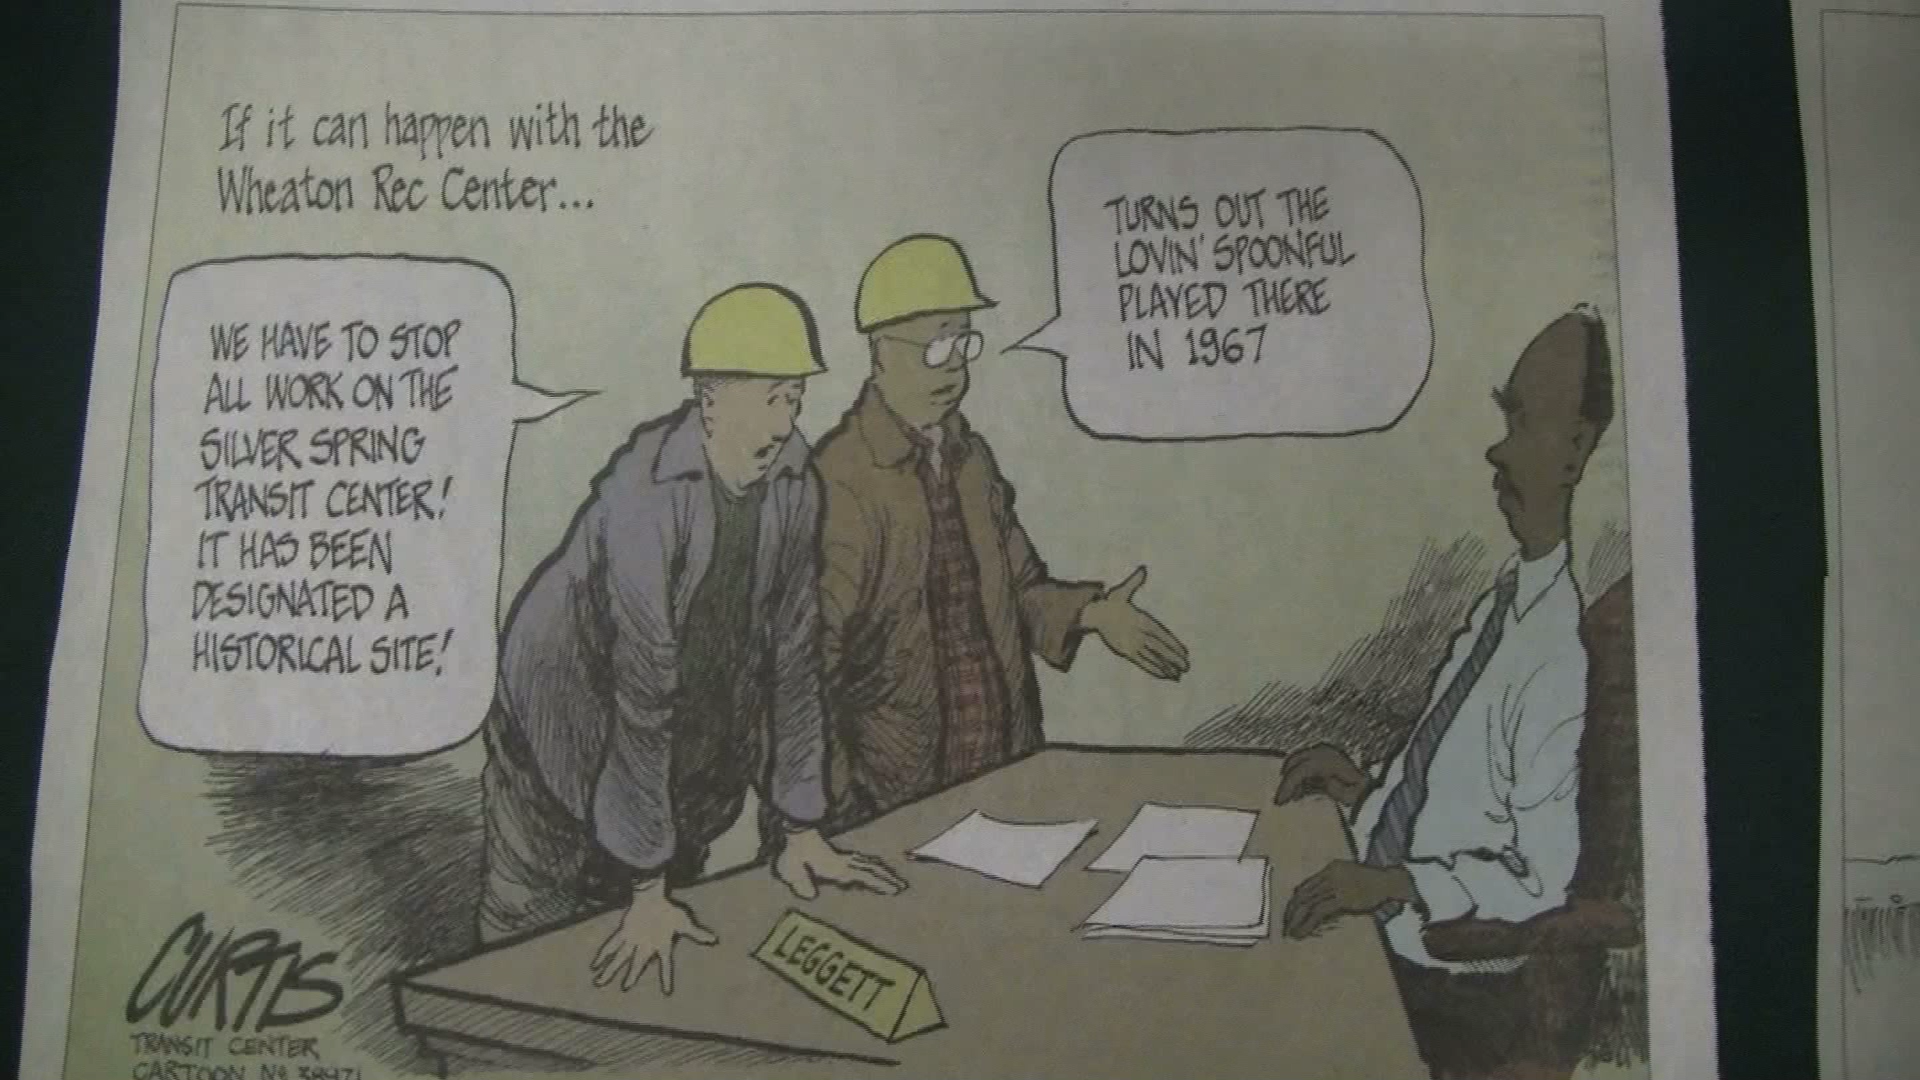 If it can happen with the
Wheaton Rec Center...
WE HAVE TO STOP
ALL WORK ON THE
SILVER SPRING
TRANSIT CENTER!
IT HAS BEEN
DESIGNATED A
HISTORICAL SITE!
TURNS OUT THE
LOVIN' SPOONFUL
PLAYED THERE
IN 1967
LEGGETT
CURTIS
TRANSIT CENTER
CARTOON No